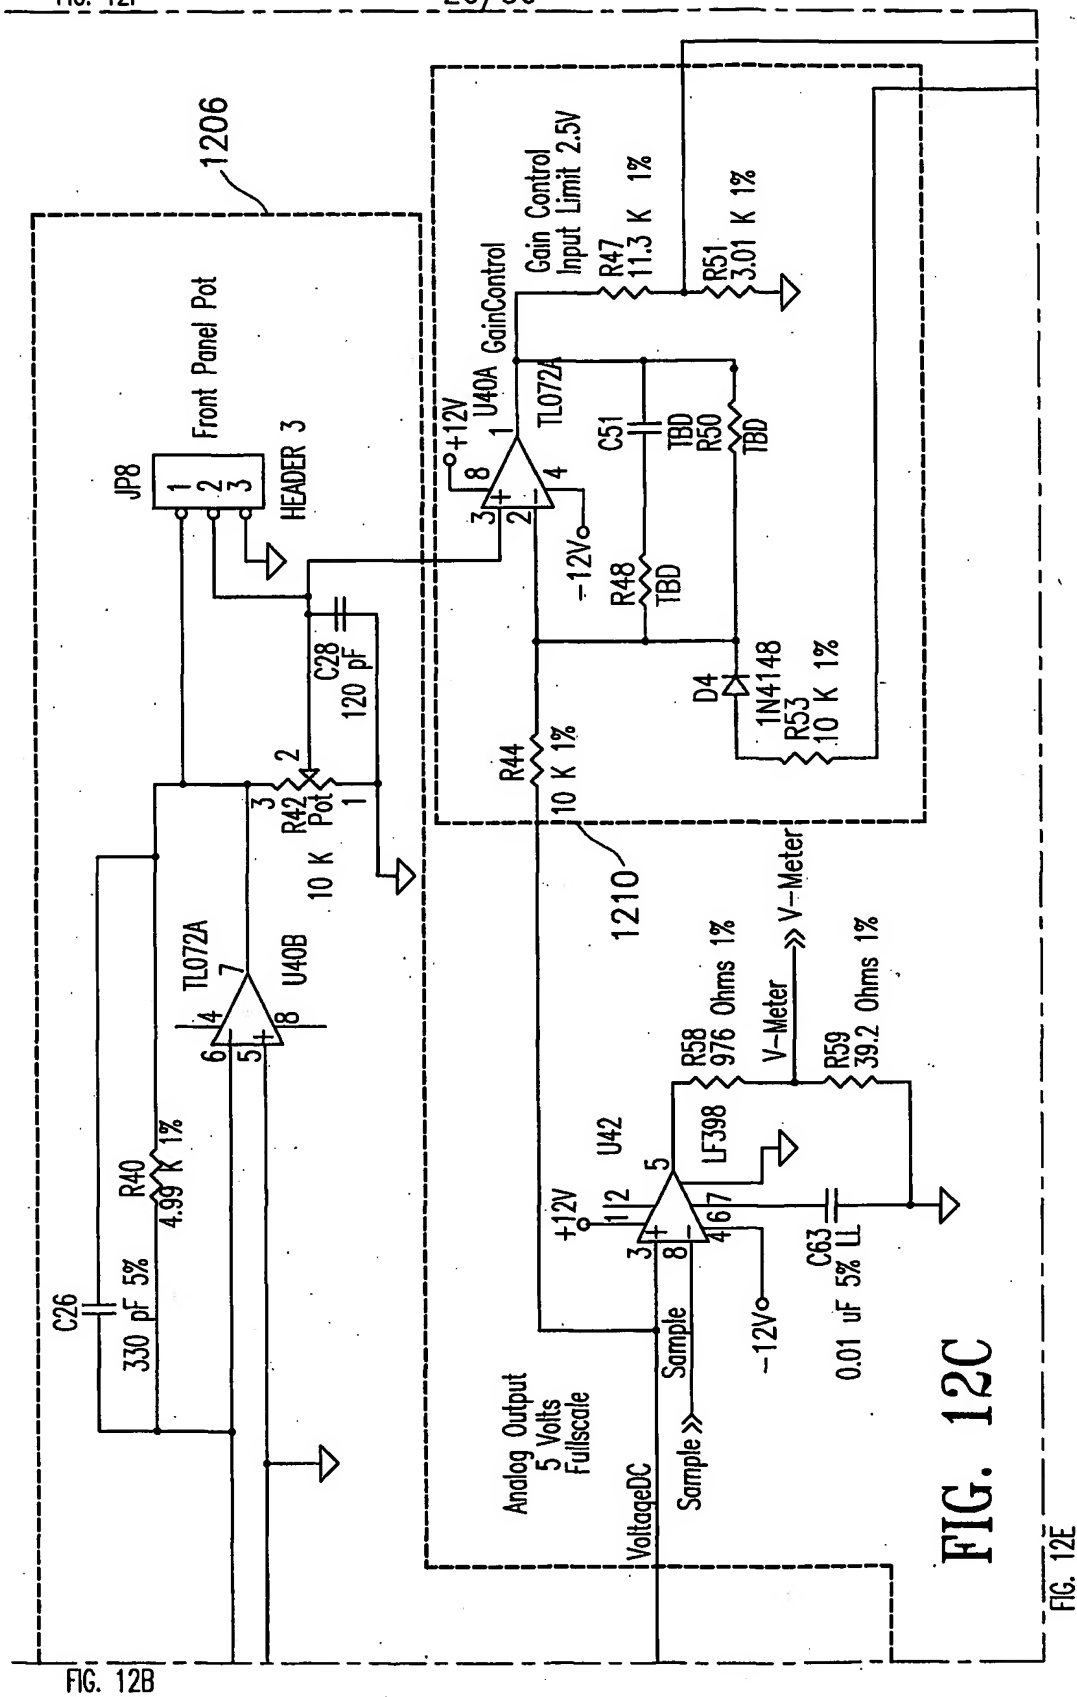 FIG. 12F
26/36
FIG. 12B
C26
330 pF 5%
R40
4.99 K 1%
TL072A
6
4
7
5
8
U40B
3
R42
2
Pot
1
10 K
C28
120 pF
JP8
1
2
3
HEADER 3
Front Panel Pot
1206
Analog Output
5 Volts
Fullscale
VoltageDC
Sample
Sample
+12V
1
2
3
8
4
6
7
5
U42
LF398
-12V
C63
0.01 uF 5% LL
R58
976 Ohms 1%
V-Meter
V-Meter
R59
39.2 Ohms 1%
1210
R44
10 K 1%
+12V
3
8
1
2
4
U40A
TL072A
-12V
GainControl
Gain Control
Input Limit 2.5V
R47
11.3 K 1%
R51
3.01 K 1%
R48
TBD
C51
TBD
R50
TBD
D4
1N4148
R53
10 K 1%
FIG. 12C
FIG. 12E